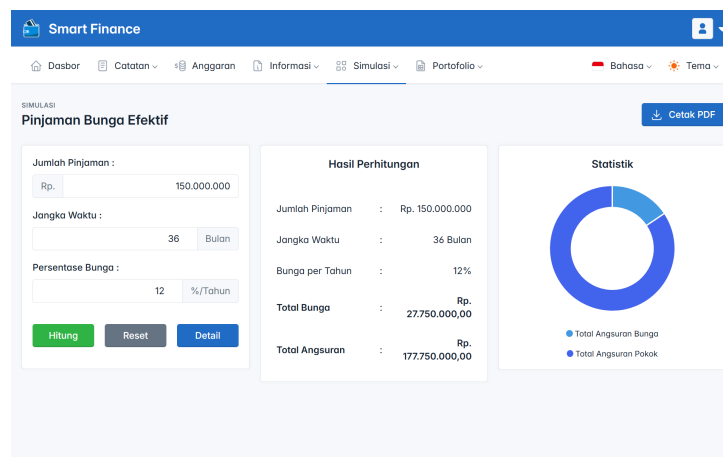 Smart Finance
Dasbor
Catatan
Anggaran
Informasi
Simulasi
Portofolio
Bahasa
Tema
SIMULASI
Pinjaman Bunga Efektif
Cetak PDF
Jumlah Pinjaman :
Rp. 150.000.000
Jangka Waktu :
36 Bulan
Persentase Bunga :
12 %/Tahun
Hitung
Reset
Detail
Hasil Perhitungan
Jumlah Pinjaman : Rp. 150.000.000
Jangka Waktu : 36 Bulan
Bunga per Tahun : 12%
Total Bunga : Rp.
27.750.000,00
Total Angsuran : Rp.
177.750.000,00
Statistik
Total Angsuran Bunga
Total Angsuran Pokok